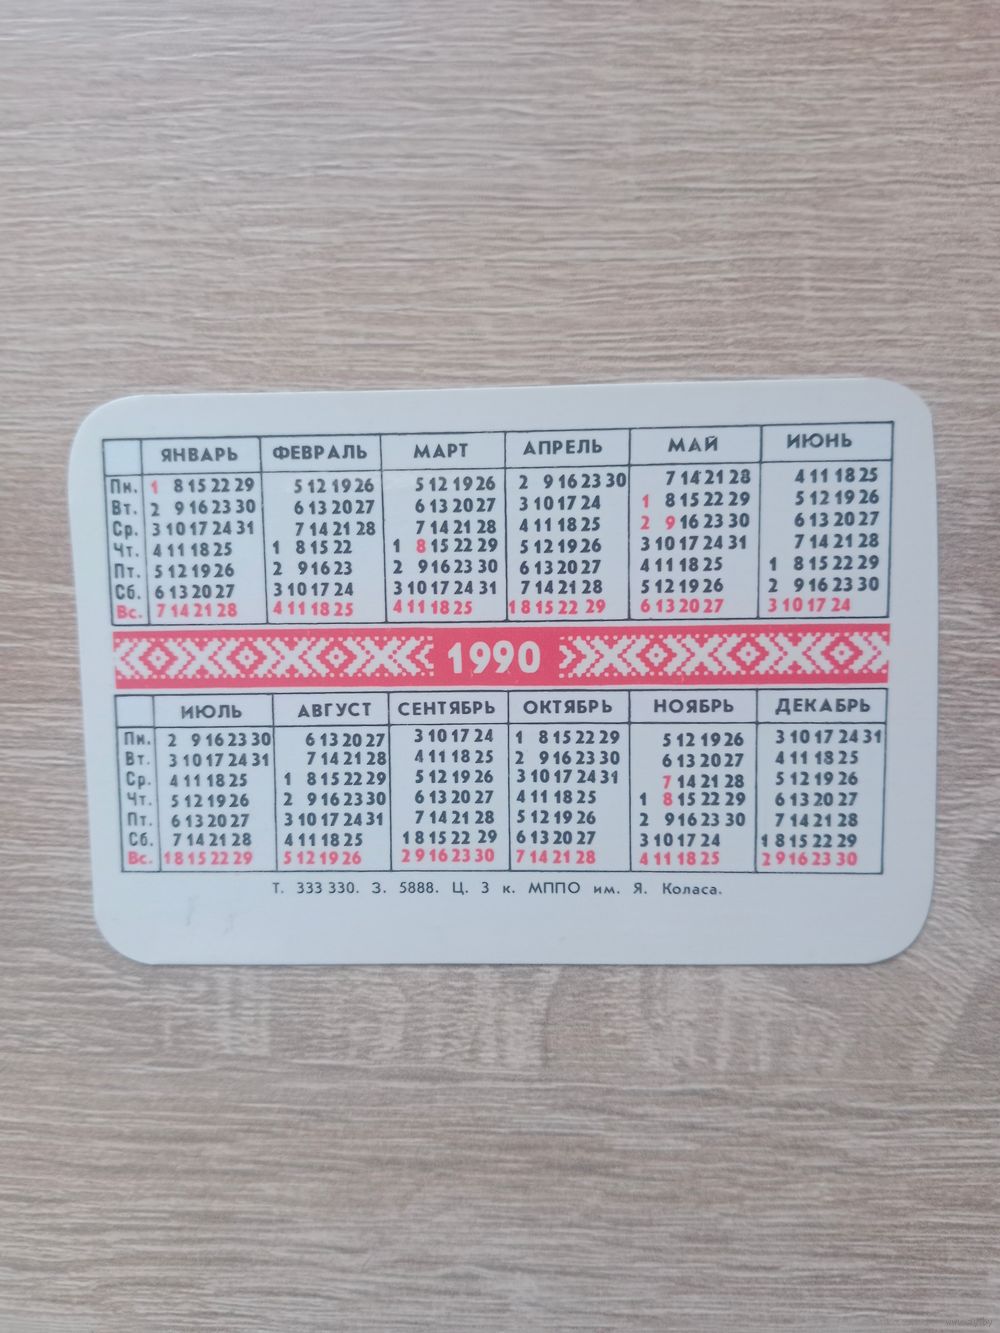 ЯНВАРЬ ФЕВРАЛЬ МАРТ АПРЕЛЬ МАЙ ИЮНЬ
Пн. 1 8 15 22 29 5 12 19 26 5 12 19 26 2 9 16 23 30 7 14 21 28 4 11 18 25
Вт. 2 9 16 23 30 6 13 20 27 6 13 20 27 3 10 17 24 1 8 15 22 29 5 12 19 26
Ср. 3 10 17 24 31 7 14 21 28 7 14 21 28 4 11 18 25 2 9 16 23 30 6 13 20 27
Чт. 4 11 18 25 1 8 15 22 1 8 15 22 29 5 12 19 26 3 10 17 24 31 7 14 21 28
Пт. 5 12 19 26 2 9 16 23 2 9 16 23 30 6 13 20 27 4 11 18 25 1 8 15 22 29
Сб. 6 13 20 27 3 10 17 24 3 10 17 24 31 7 14 21 28 5 12 19 26 2 9 16 23 30
Вс. 7 14 21 28 4 11 18 25 4 11 18 25 1 8 15 22 29 6 13 20 27 3 10 17 24
1990
ИЮЛЬ АВГУСТ СЕНТЯБРЬ ОКТЯБРЬ НОЯБРЬ ДЕКАБРЬ
Пн. 2 9 16 23 30 6 13 20 27 3 10 17 24 1 8 15 22 29 5 12 19 26 3 10 17 24 31
Вт. 3 10 17 24 31 7 14 21 28 4 11 18 25 2 9 16 23 30 6 13 20 27 4 11 18 25
Ср. 4 11 18 25 1 8 15 22 29 5 12 19 26 3 10 17 24 31 7 14 21 28 5 12 19 26
Чт. 5 12 19 26 2 9 16 23 30 6 13 20 27 4 11 18 25 1 8 15 22 29 6 13 20 27
Пт. 6 13 20 27 3 10 17 24 31 7 14 21 28 5 12 19 26 2 9 16 23 30 7 14 21 28
Сб. 7 14 21 28 4 11 18 25 1 8 15 22 29 6 13 20 27 3 10 17 24 1 8 15 22 29
Вс. 1 8 15 22 29 5 12 19 26 2 9 16 23 30 7 14 21 28 4 11 18 25 2 9 16 23 30
Т. 333 330. З. 5888. Ц. 3 к. МППО им. Я. Коласа.